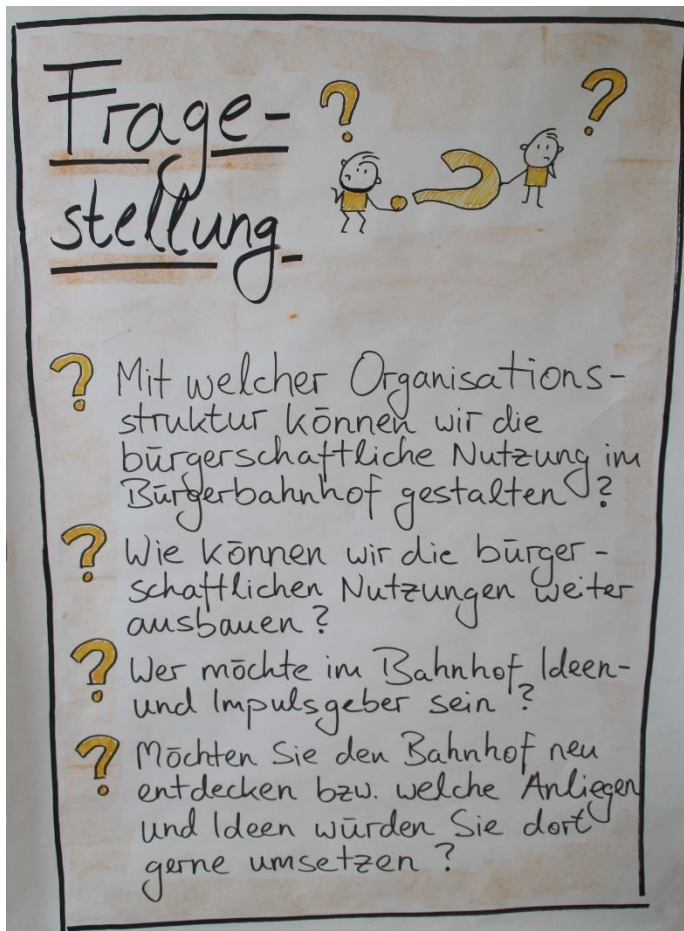 Frage-
stellung
? Mit welcher Organisations-
struktur können wir die
bürgerschaftliche Nutzung im
Bürgerbahnhof gestalten?
? Wie können wir die bürger-
schaftlichen Nutzungen weiter
ausbauen?
? Wer möchte im Bahnhof Ideen-
und Impulsgeber sein?
? Möchten Sie den Bahnhof neu
entdecken bzw. welche Anliegen
und Ideen würden Sie dort
gerne umsetzen?